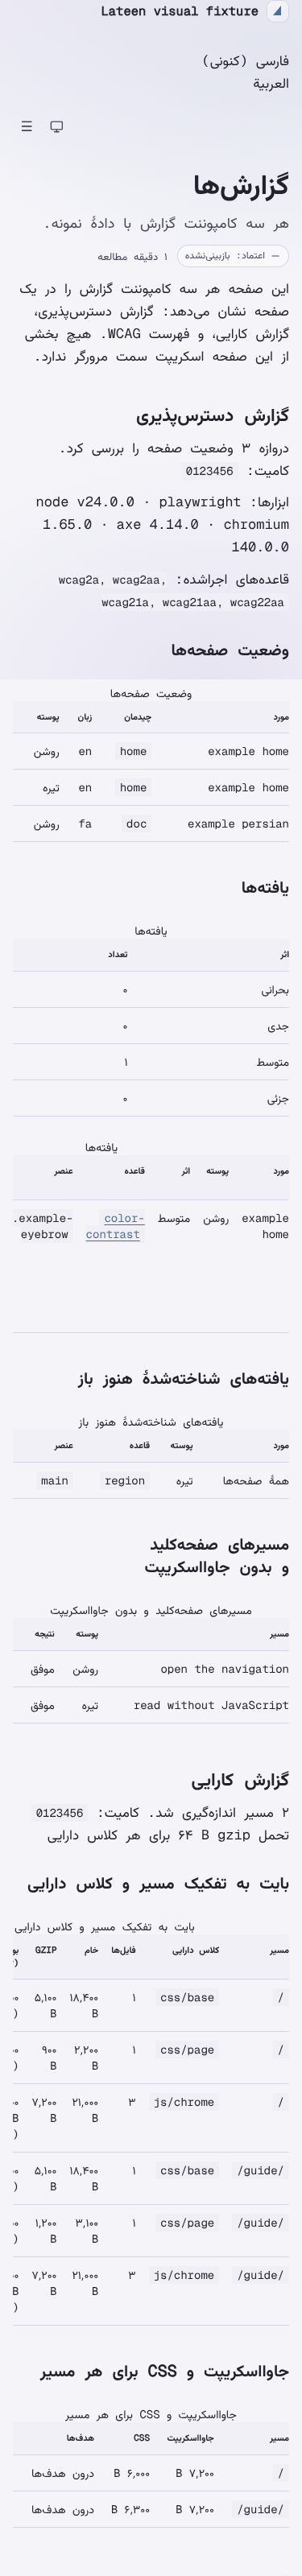 Lateen visual fixture
فارسی (کنونی)
العربية
گزارش‌ها
هر سه کامپوننت گزارش با دادهٔ نمونه.
— اعتماد: بازبینی‌نشده
۱ دقیقه مطالعه
این صفحه هر سه کامپوننت گزارش را در یک
صفحه نشان می‌دهد: گزارش دسترس‌پذیری،
گزارش کارایی، و فهرست WCAG. هیچ بخشی
از این صفحه اسکریپت سمت مرورگر ندارد.
گزارش دسترس‌پذیری
دروازه ۳ وضعیت صفحه را بررسی کرد.
کامیت: 0123456
ابزارها: node v24.0.0 · playwright
1.65.0 · axe 4.14.0 · chromium
140.0.0
قاعده‌های اجراشده: wcag2a, wcag2aa,
wcag21a, wcag21aa, wcag22aa
وضعیت صفحه‌ها
وضعیت صفحه‌ها
مورد چیدمان زبان پوسته
example home home en روشن
example home home en تیره
example persian doc fa روشن
یافته‌ها
یافته‌ها
اثر تعداد
بحرانی ۰
جدی ۰
متوسط ۱
جزئی ۰
یافته‌ها
مورد پوسته اثر قاعده عنصر
example home روشن متوسط color-contrast .example-eyebrow
یافته‌های شناخته‌شدهٔ هنوز باز
یافته‌های شناخته‌شدهٔ هنوز باز
مورد پوسته قاعده عنصر
همهٔ صفحه‌ها تیره region main
مسیرهای صفحه‌کلید
و بدون جاوااسکریپت
مسیرهای صفحه‌کلید و بدون جاوااسکریپت
مسیر پوسته نتیجه
open the navigation روشن موفق
read without JavaScript تیره موفق
گزارش کارایی
۲ مسیر اندازه‌گیری شد. کامیت: 0123456
تحمل ۶۴ B gzip برای هر کلاس دارایی
بایت به تفکیک مسیر و کلاس دارایی
بایت به تفکیک مسیر و کلاس دارایی
مسیر کلاس دارایی فایل‌ها خام GZIP
/ css/base ۱ ۱۸,۴۰۰ B ۵,۱۰۰ B
/ css/page ۱ ۲,۲۰۰ B ۹۰۰ B
/ js/chrome ۳ ۲۱,۰۰۰ B ۷,۲۰۰ B
/guide/ css/base ۱ ۱۸,۴۰۰ B ۵,۱۰۰ B
/guide/ css/page ۱ ۳,۱۰۰ B ۱,۲۰۰ B
/guide/ js/chrome ۳ ۲۱,۰۰۰ B ۷,۲۰۰ B
جاوااسکریپت و CSS برای هر مسیر
جاوااسکریپت و CSS برای هر مسیر
مسیر جاوااسکریپت CSS هدف‌ها
/ ۷,۲۰۰ B ۶,۰۰۰ B درون هدف‌ها
/guide/ ۷,۲۰۰ B ۶,۳۰۰ B درون هدف‌ها